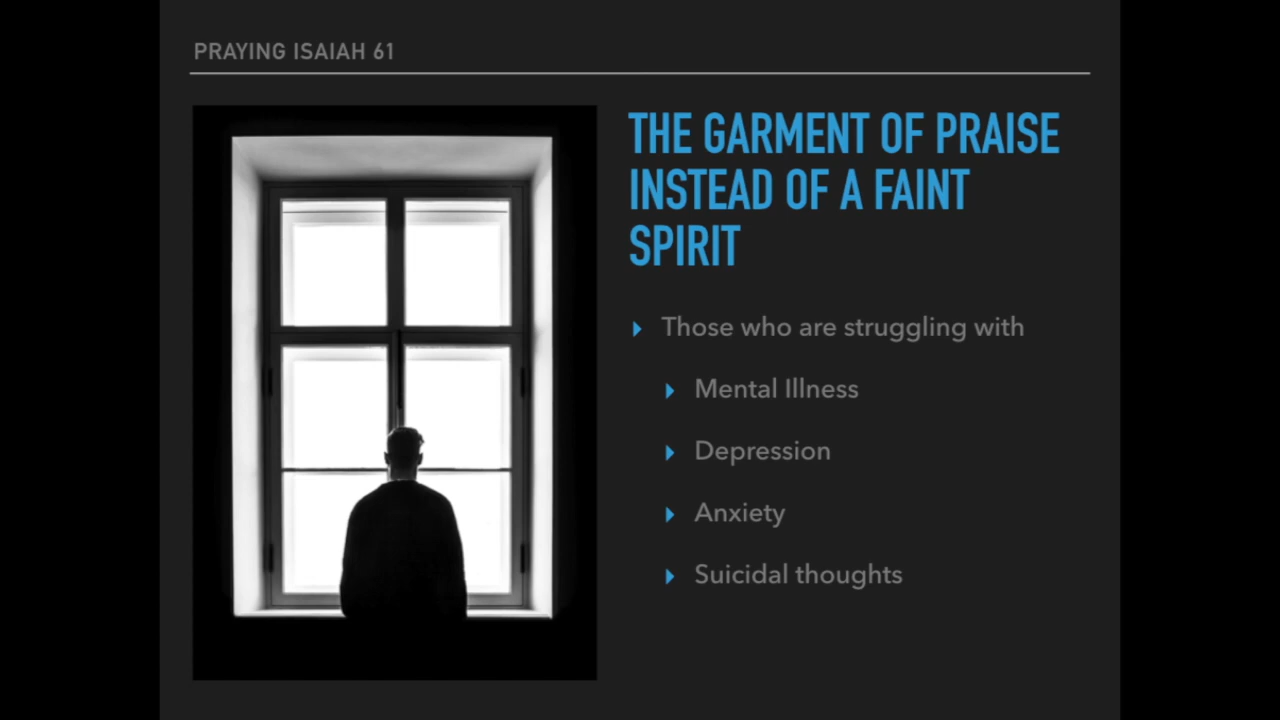 PRAYING ISAIAH 61
THE GARMENT OF PRAISE
INSTEAD OF A FAINT
SPIRIT
Those who are struggling with
Mental Illness
Depression
Anxiety
Suicidal thoughts